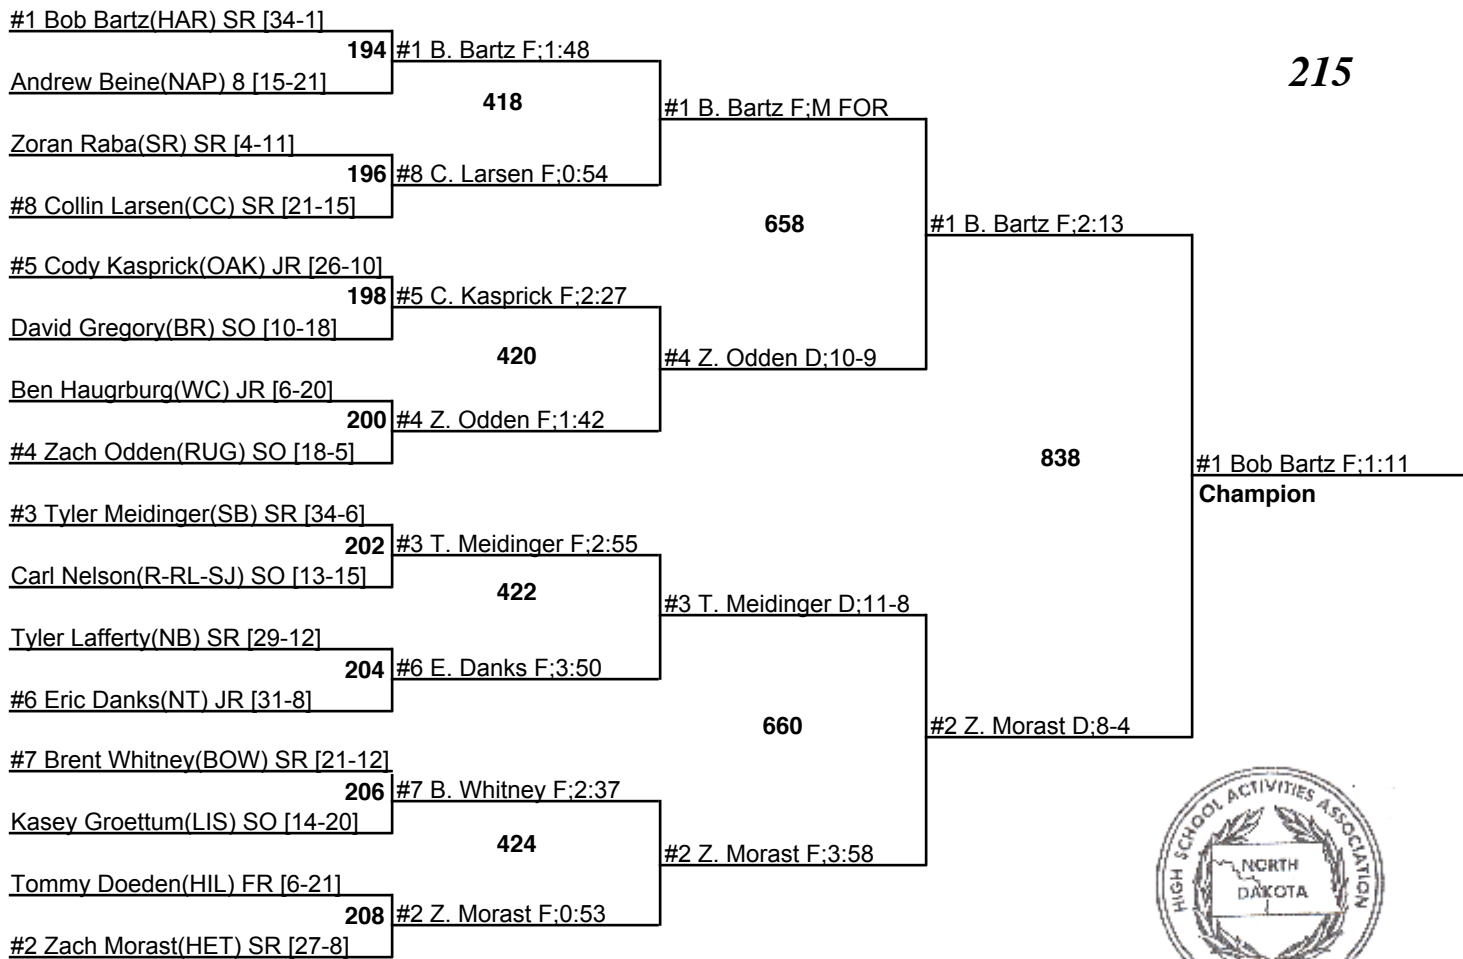 #1 Bob Bartz(HAR) SR [34-1]
194 #1 B. Bartz F;1:48
215
Andrew Beine(NAP) 8 [15-21]
418
#1 B. Bartz F;M FOR
Zoran Raba(SR) SR [4-11]
196 #8 C. Larsen F;0:54
#8 Collin Larsen(CC) SR [21-15]
658
#1 B. Bartz F;2:13
#5 Cody Kasprick(OAK) JR [26-10]
198 #5 C. Kasprick F;2:27
David Gregory(BR) SO [10-18]
420
#4 Z. Odden D;10-9
Ben Haugrburg(WC) JR [6-20]
200 #4 Z. Odden F;1:42
#4 Zach Odden(RUG) SO [18-5]
838
#1 Bob Bartz F;1:11
Champion
#3 Tyler Meidinger(SB) SR [34-6]
202 #3 T. Meidinger F;2:55
Carl Nelson(R-RL-SJ) SO [13-15]
422
#3 T. Meidinger D;11-8
Tyler Lafferty(NB) SR [29-12]
204 #6 E. Danks F;3:50
#6 Eric Danks(NT) JR [31-8]
660
#2 Z. Morast D;8-4
#7 Brent Whitney(BOW) SR [21-12]
206 #7 B. Whitney F;2:37
Kasey Groettum(LIS) SO [14-20]
424
#2 Z. Morast F;3:58
Tommy Doeden(HIL) FR [6-21]
208 #2 Z. Morast F;0:53
#2 Zach Morast(HET) SR [27-8]
HIGH SCHOOL ACTIVITIES ASSOCIATION
NORTH
DAKOTA